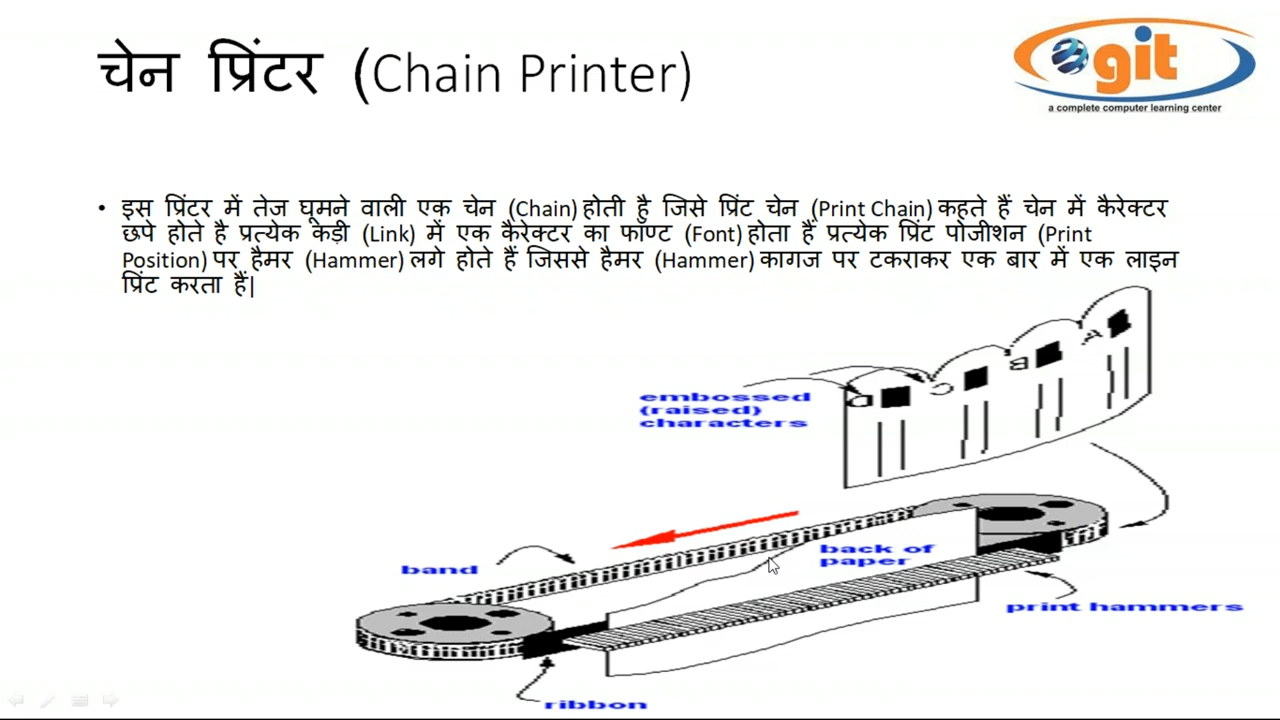 चेन प्रिंटर (Chain Printer)
egit
a complete computer learning center
• इस प्रिंटर में तेज घूमने वाली एक चेन (Chain) होती है जिसे प्रिंट चेन (Print Chain) कहते हैं चेन में कैरेक्टर
छपे होते है प्रत्येक कड़ी (Link) में एक कैरेक्टर का फॉण्ट (Font) होता हैं प्रत्येक प्रिंट पोजीशन (Print
Position) पर हैमर (Hammer) लगे होते हैं जिससे हैमर (Hammer) कागज पर टकराकर एक बार में एक लाइन
प्रिंट करता हैं|
embossed
(raised)
characters
D C B A
band
back of
paper
print hammers
ribbon